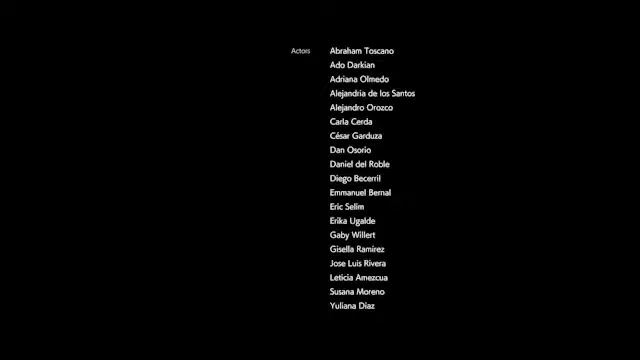 Actors Abraham Toscano
Ado Darkian
Adriana Olmedo
Alejandría de los Santos
Alejandro Orozco
Carla Cerda
César Garduza
Dan Osorio
Daniel del Roble
Diego Becerril
Emmanuel Bernal
Eric Selim
Erika Ugalde
Gaby Willert
Gisella Ramírez
Jose Luis Rivera
Leticia Amezcua
Susana Moreno
Yuliana Diaz